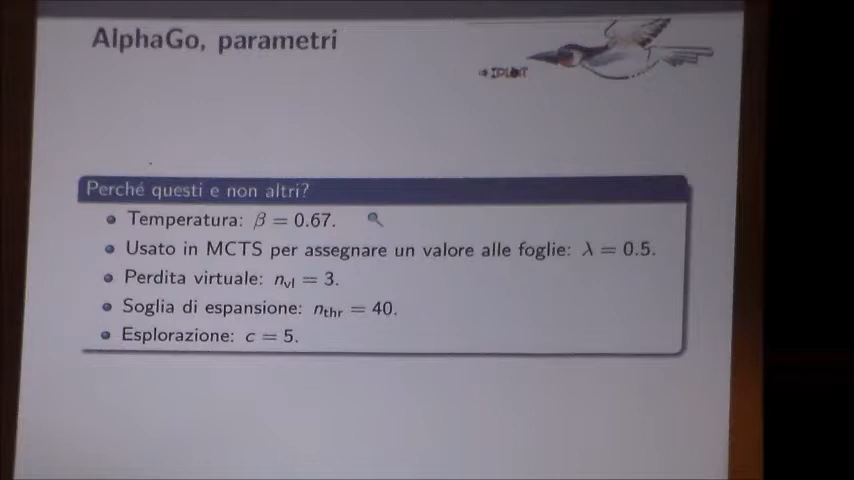 AlphaGo, parametri
Perché questi e non altri?
Temperatura: β = 0.67.
Usato in MCTS per assegnare un valore alle foglie: λ = 0.5.
Perdita virtuale: n_vl = 3.
Soglia di espansione: n_thr = 40.
Esplorazione: c = 5.